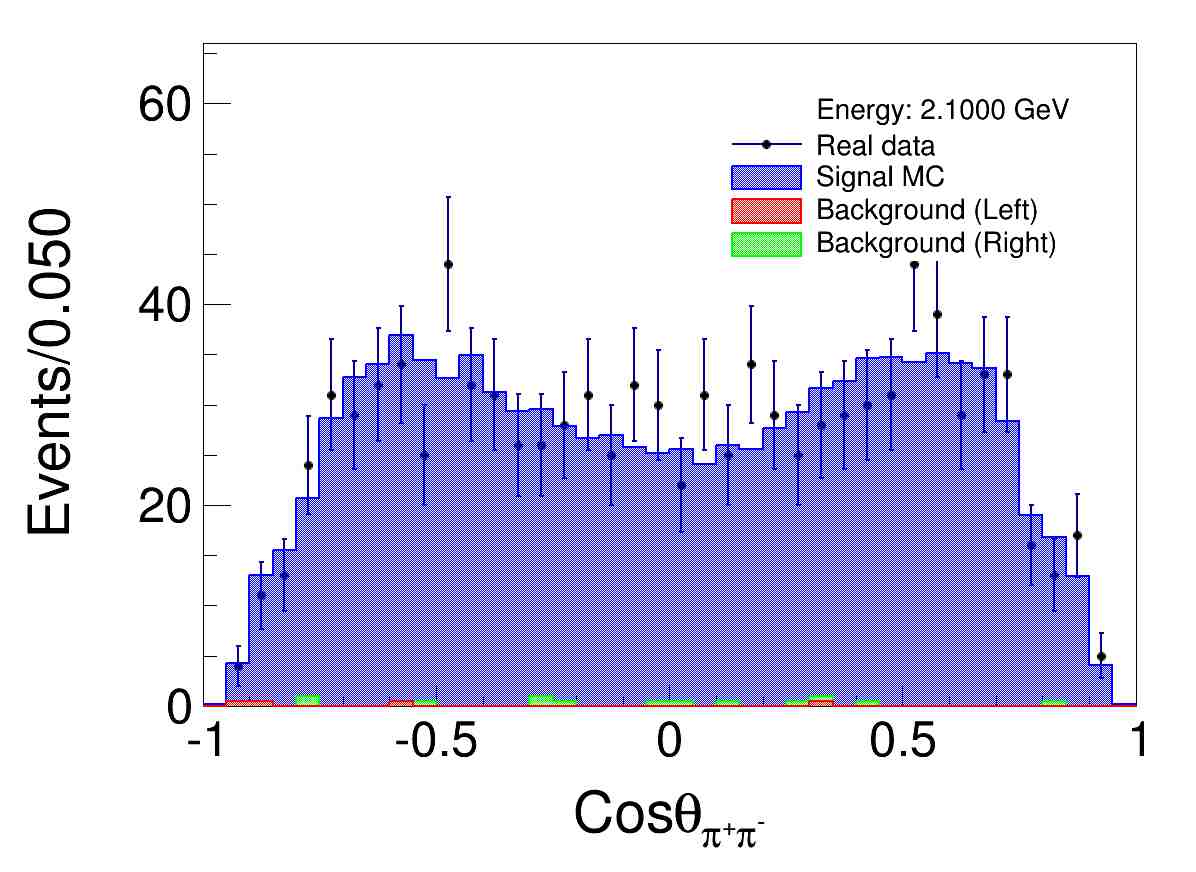 60
40
20
0
-1
-0.5
0
0.5
1
Events/0.050
Cosθπ⁺π⁻
Energy: 2.1000 GeV
Real data
Signal MC
Background (Left)
Background (Right)